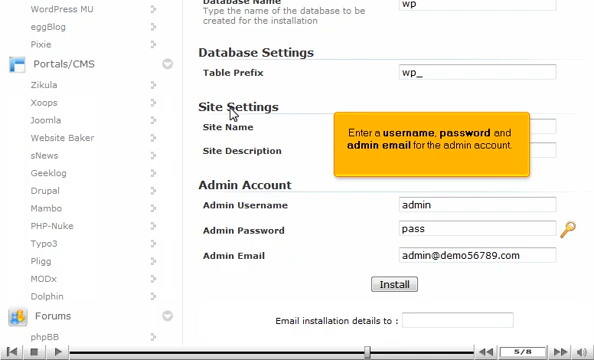 WordPress MU
eggBlog
Pixie
Portals/CMS
Zikula
Xoops
Joomla
Website Baker
sNews
Geeklog
Drupal
Mambo
PHP-Nuke
Typo3
Pligg
MODx
Dolphin
Forums
phpBB
Database Name
wp
Type the name of the database to be
created for the installation
Database Settings
Table Prefix
wp_
Site Settings
Site Name
Site Description
Enter a username, password and
admin email for the admin account.
Admin Account
Admin Username
admin
Admin Password
pass
Admin Email
admin@demo56789.com
Install
Email installation details to :
5/8